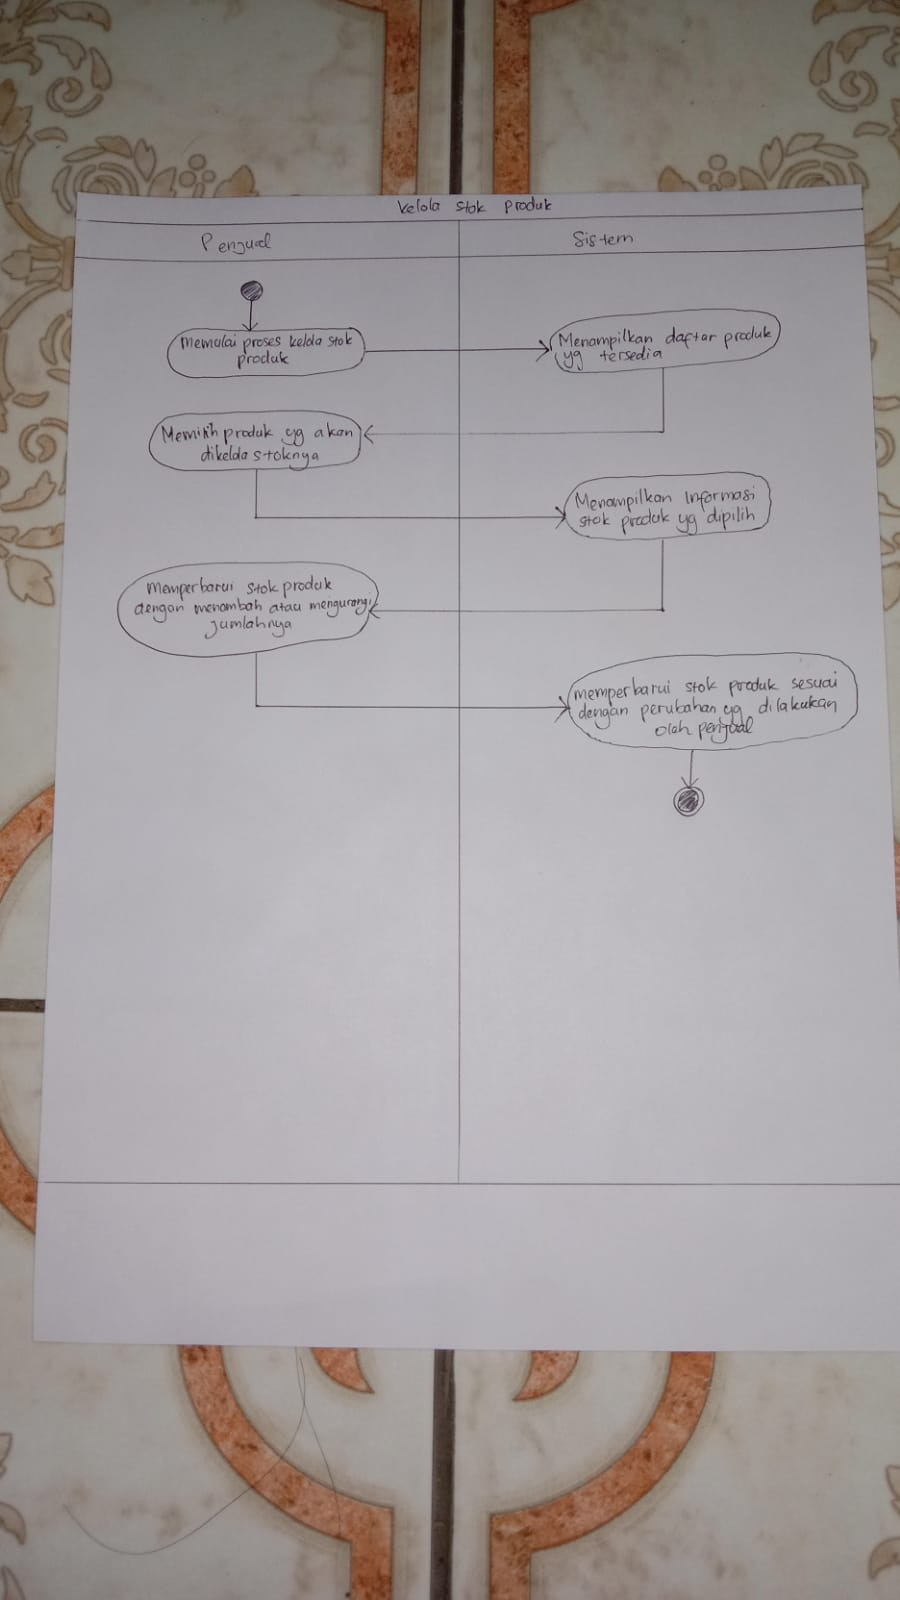 Kelola stok produk
Penjual
Sistem
Memulai proses kelola stok
produk
Menampilkan daftar produk
yg tersedia
Memilih produk yg akan
dikelola stoknya
Menampilkan Informasi
stok produk yg dipilih
memperbarui stok produk
dengan menambah atau mengurangi
jumlahnya
memperbarui stok produk sesuai
dengan perubahan yg dilakukan
oleh penjual